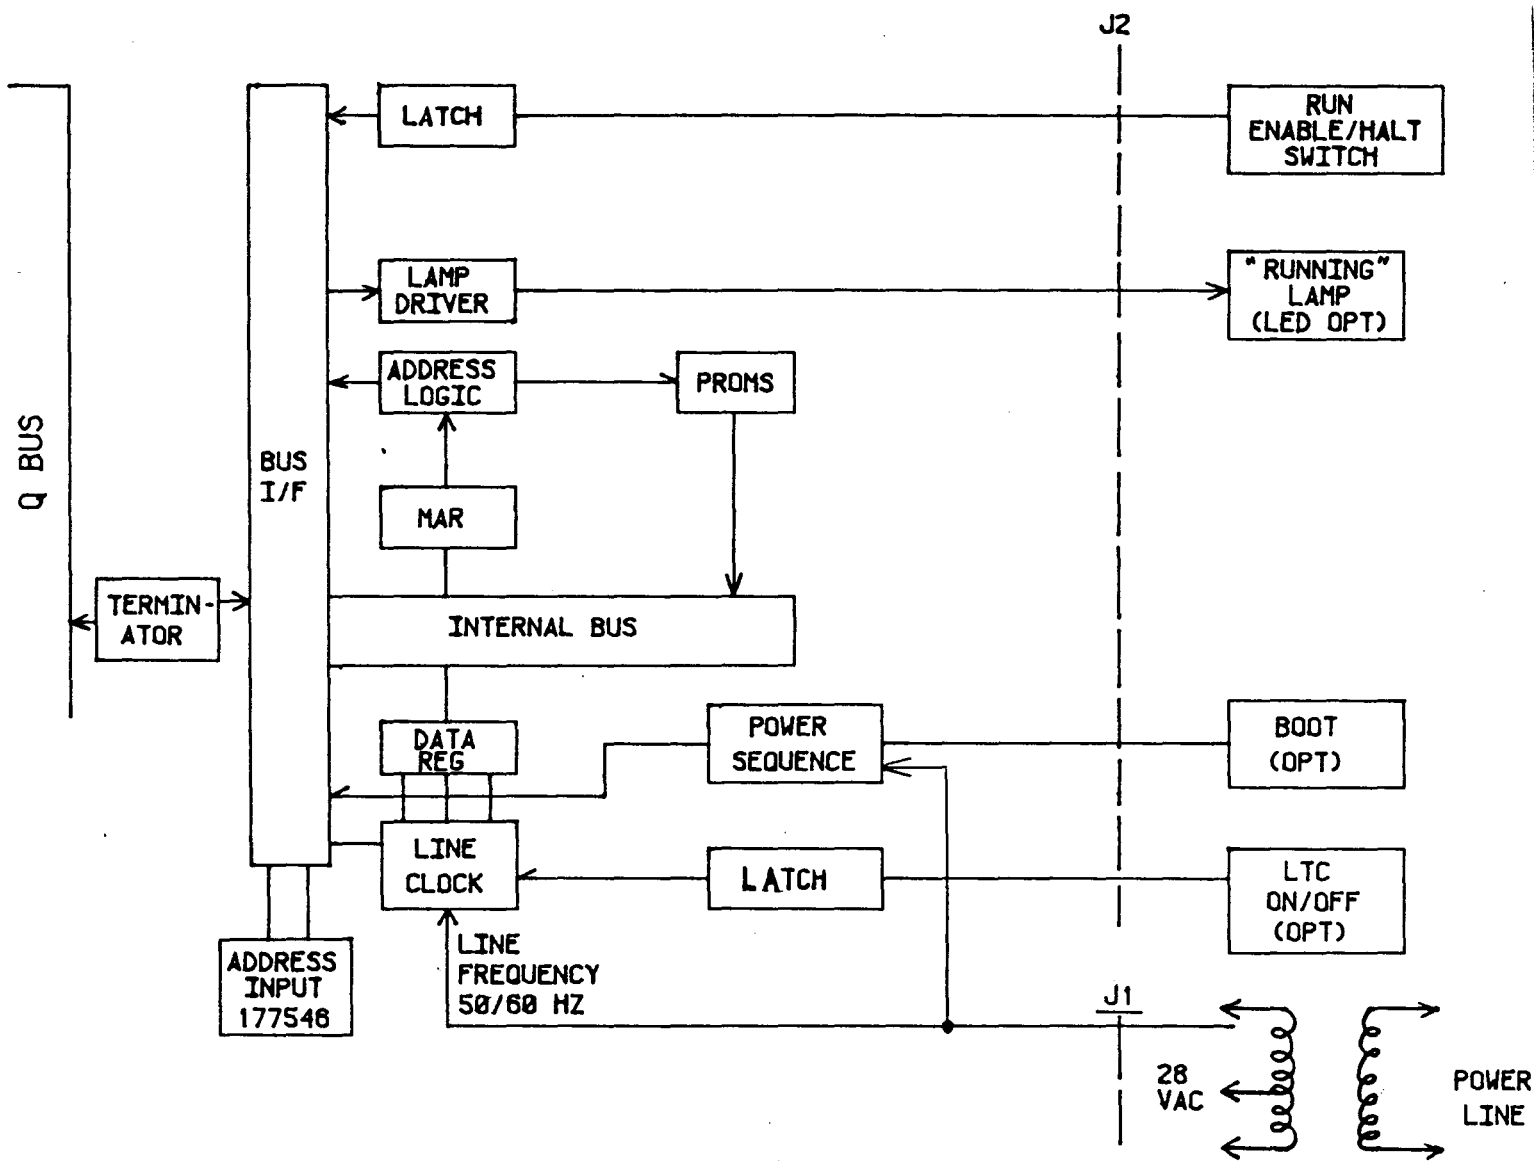 J2
LATCH
RUN
ENABLE/HALT
SWITCH
LAMP
DRIVER
"RUNNING"
LAMP
(LED OPT)
ADDRESS
LOGIC
PROMS
Q BUS
BUS
I/F
MAR
TERMIN-
ATOR
INTERNAL BUS
DATA
REG
POWER
SEQUENCE
BOOT
(OPT)
LINE
CLOCK
LATCH
LTC
ON/OFF
(OPT)
ADDRESS
INPUT
177546
LINE
FREQUENCY
50/60 HZ
J1
28
VAC
POWER
LINE